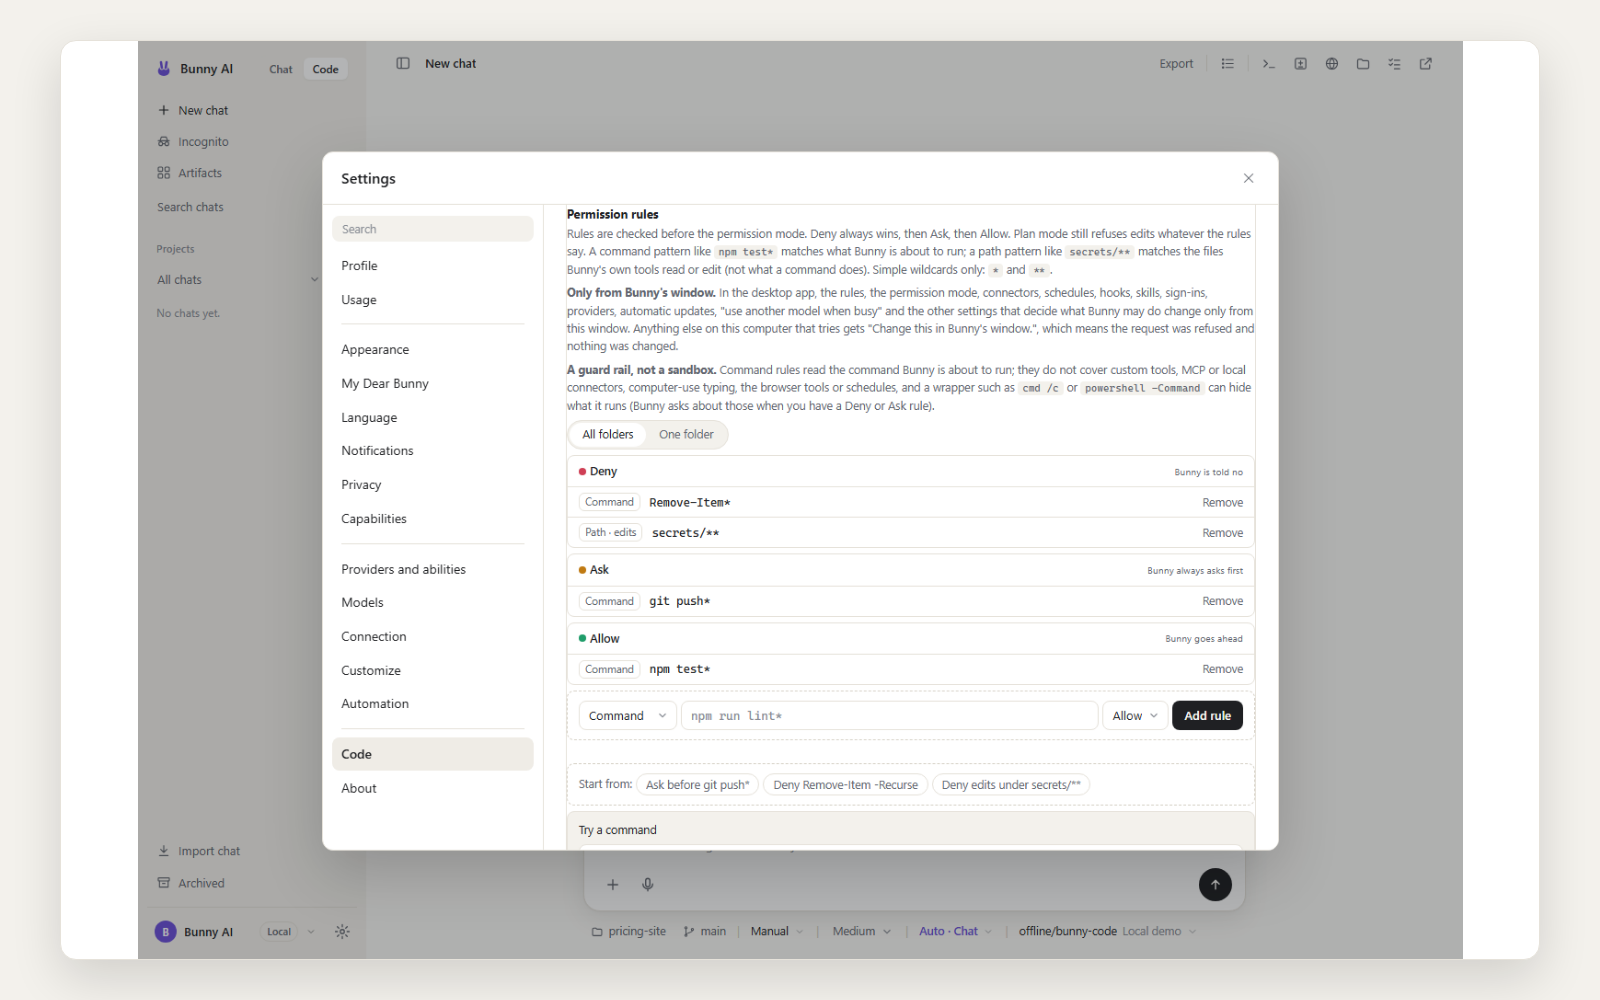 Bunny AI
Chat
Code
New chat
Export
New chat
Incognito
Artifacts
Search chats
Projects
All chats
No chats yet.
Import chat
Archived
B
Bunny AI
Local
Settings
Search
Profile
Usage
Appearance
My Dear Bunny
Language
Notifications
Privacy
Capabilities
Providers and abilities
Models
Connection
Customize
Automation
Code
About
Permission rules
Rules are checked before the permission mode. Deny always wins, then Ask, then Allow. Plan mode still refuses edits whatever the rules
say. A command pattern like npm test* matches what Bunny is about to run; a path pattern like secrets/** matches the files
Bunny's own tools read or edit (not what a command does). Simple wildcards only: * and **.
Only from Bunny's window. In the desktop app, the rules, the permission mode, connectors, schedules, hooks, skills, sign-ins,
providers, automatic updates, "use another model when busy" and the other settings that decide what Bunny may do change only from
this window. Anything else on this computer that tries gets "Change this in Bunny's window.", which means the request was refused and
nothing was changed.
A guard rail, not a sandbox. Command rules read the command Bunny is about to run; they do not cover custom tools, MCP or local
connectors, computer-use typing, the browser tools or schedules, and a wrapper such as cmd /c or powershell -Command can hide
what it runs (Bunny asks about those when you have a Deny or Ask rule).
All folders
One folder
Deny
Bunny is told no
Command
Remove-Item*
Remove
Path · edits
secrets/**
Remove
Ask
Bunny always asks first
Command
git push*
Remove
Allow
Bunny goes ahead
Command
npm test*
Remove
Command
npm run lint*
Allow
Add rule
Start from:
Ask before git push*
Deny Remove-Item -Recurse
Deny edits under secrets/**
Try a command
pricing-site
main
Manual
Medium
Auto · Chat
offline/bunny-code
Local demo